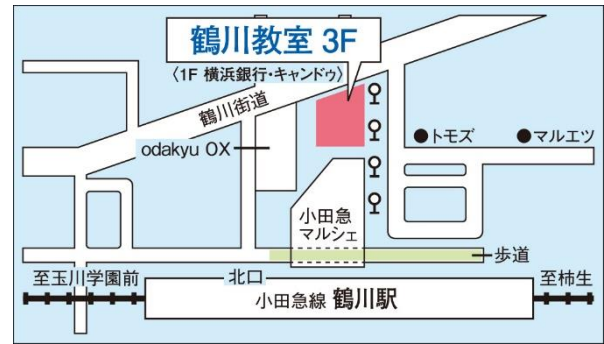 鶴川教室 3F
〈1F 横浜銀行・キャンドゥ〉
鶴川街道
odakyu OX
●トモズ
●マルエツ
小田急
マルシェ
歩道
至玉川学園前
北口
至柿生
小田急線 鶴川駅